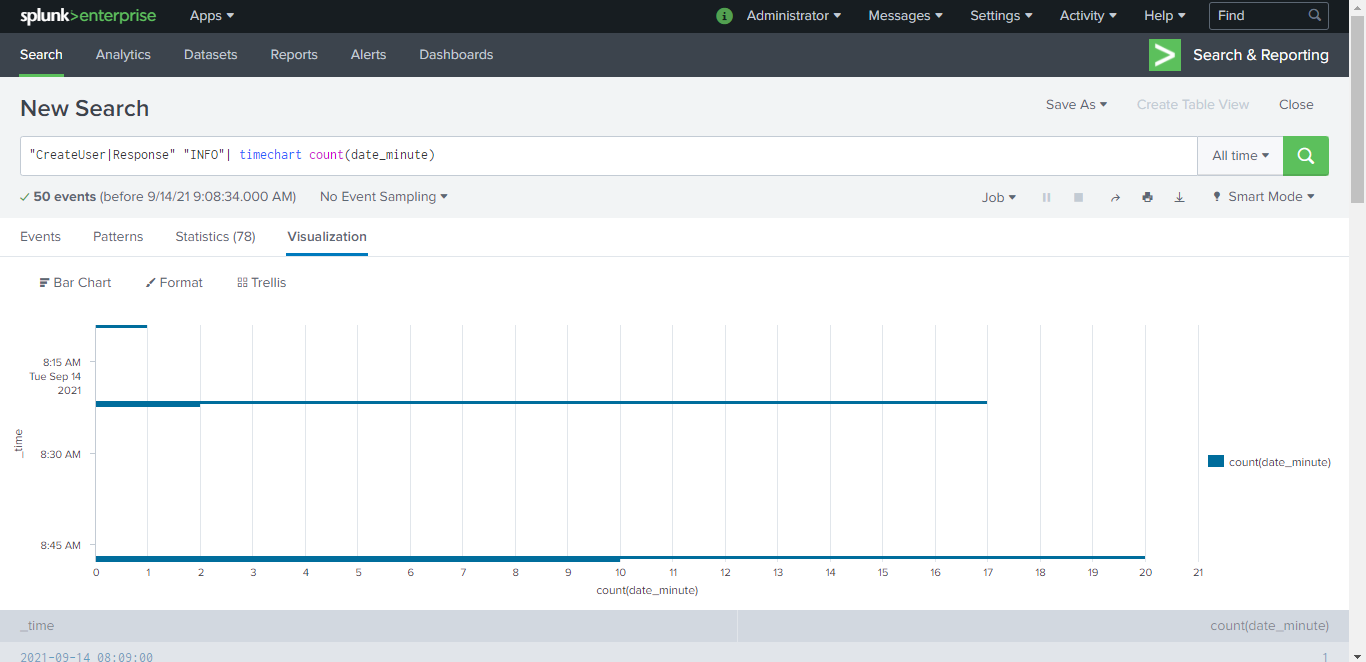 splunk>enterprise Apps Administrator Messages Settings Activity Help Find
Search Analytics Datasets Reports Alerts Dashboards Search & Reporting
New Search Save As Create Table View Close
"CreateUser|Response" "INFO"| timechart count(date_minute) All time
50 events (before 9/14/21 9:08:34.000 AM) No Event Sampling Job Smart Mode
Events Patterns Statistics (78) Visualization
Bar Chart Format Trellis
8:15 AM
Tue Sep 14
2021
_time
8:30 AM
count(date_minute)
8:45 AM
0 1 2 3 4 5 6 7 8 9 10 11 12 13 14 15 16 17 18 19 20 21
count(date_minute)
_time count(date_minute)
2021-09-14 08:09:00 1